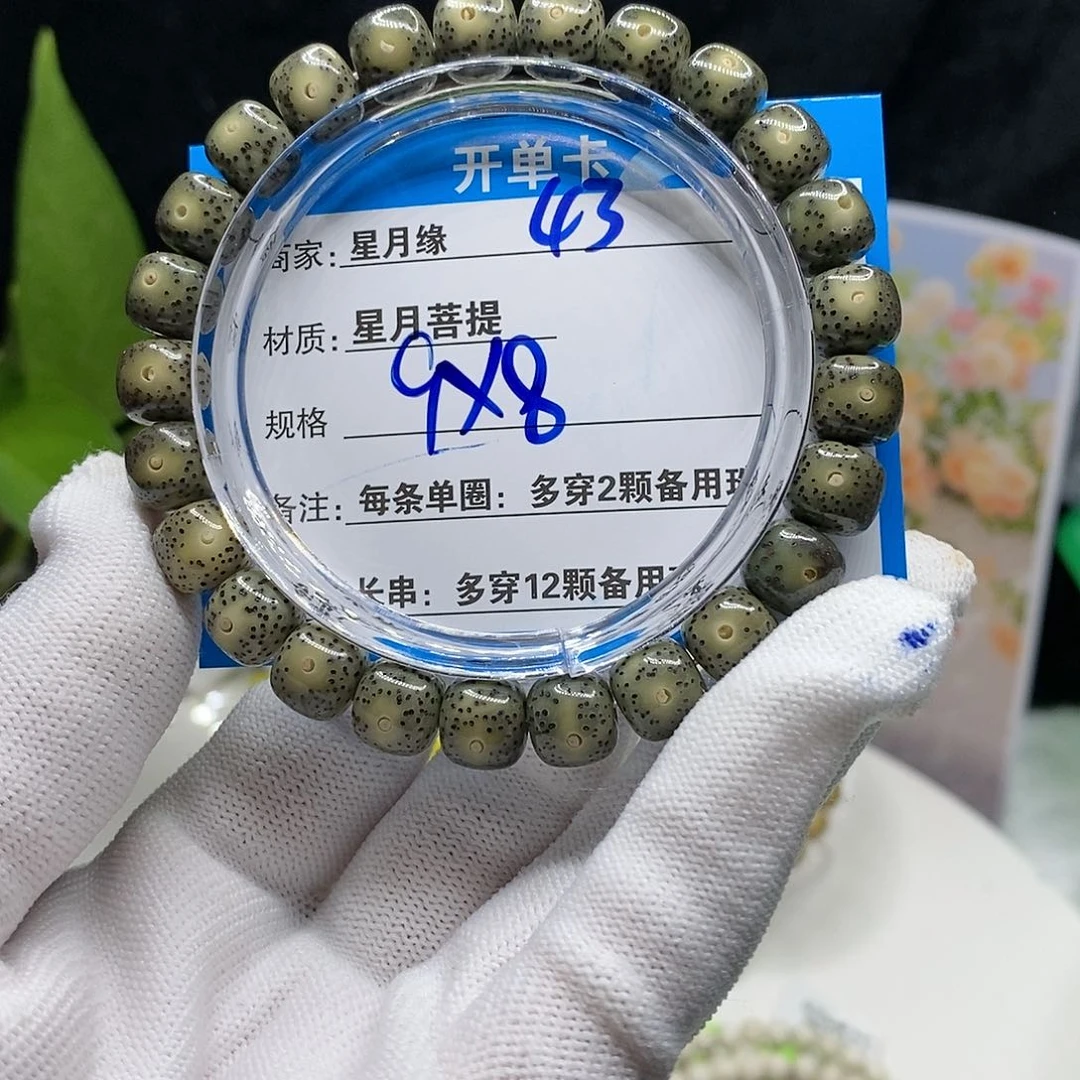 开单卡
43
商家：星月缘
材质：星月菩提
9X8
规格
备注：每条单圈：多穿2颗备用珠
长串：多穿12颗备用珠